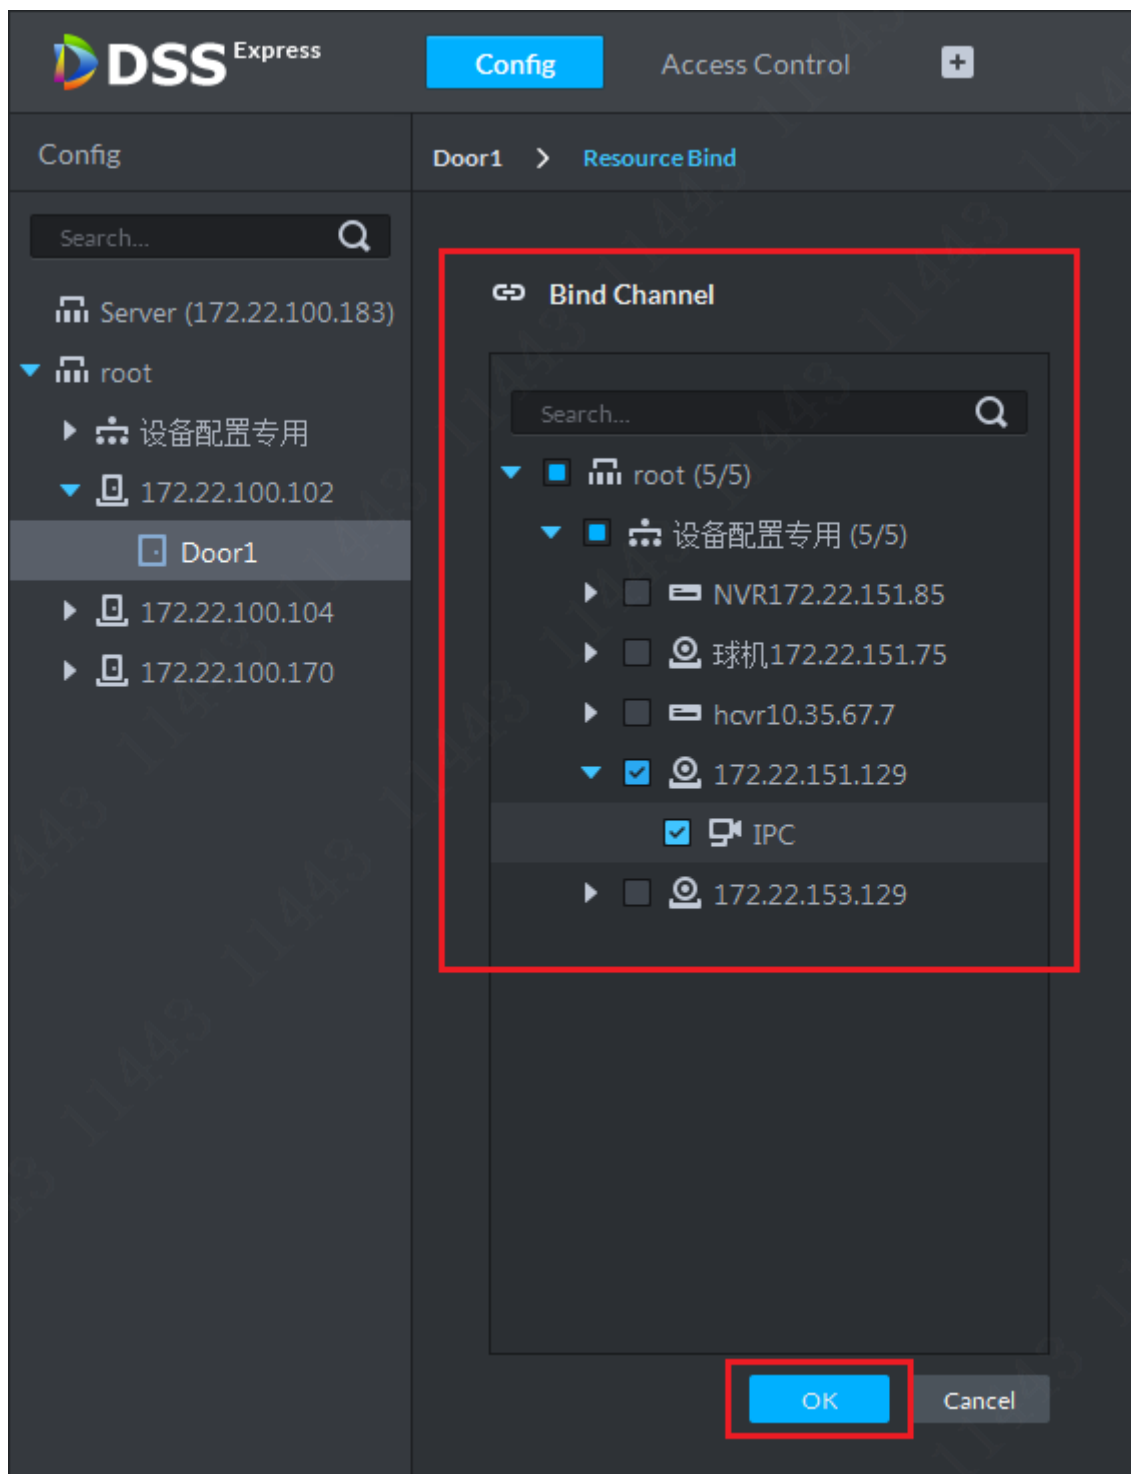 DSS Express
Config
Access Control
Config
Door1 > Resource Bind
Search...
Server (172.22.100.183)
root
设备配置专用
172.22.100.102
Door1
172.22.100.104
172.22.100.170
Bind Channel
Search...
root (5/5)
设备配置专用 (5/5)
NVR172.22.151.85
球机172.22.151.75
hcvr10.35.67.7
172.22.151.129
IPC
172.22.153.129
OK
Cancel
11443